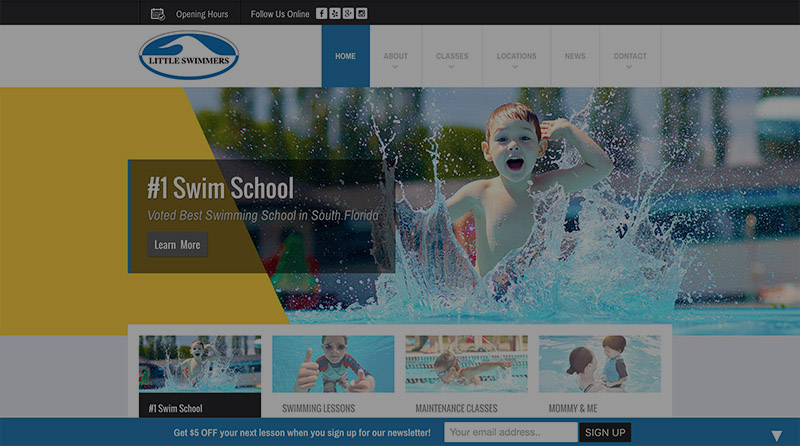 Opening Hours
Follow Us Online
LITTLE SWIMMERS
HOME
ABOUT
CLASSES
LOCATIONS
NEWS
CONTACT
#1 Swim School
Voted Best Swimming School in South Florida
Learn More
#1 Swim School
SWIMMING LESSONS
MAINTENANCE CLASSES
MOMMY & ME
Get $5 OFF your next lesson when you sign up for our newsletter!
Your email address..
SIGN UP